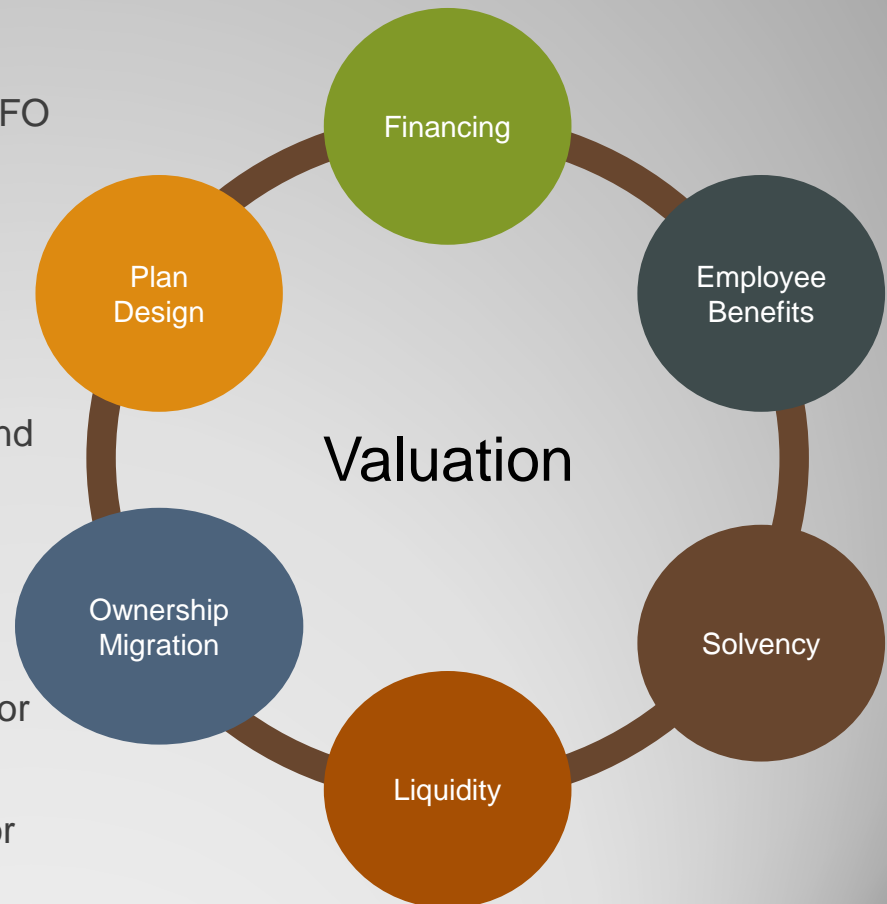 FO
nd
or
or
Financing
Employee
Benefits
Solvency
Liquidity
Ownership
Migration
Plan
Design
Valuation